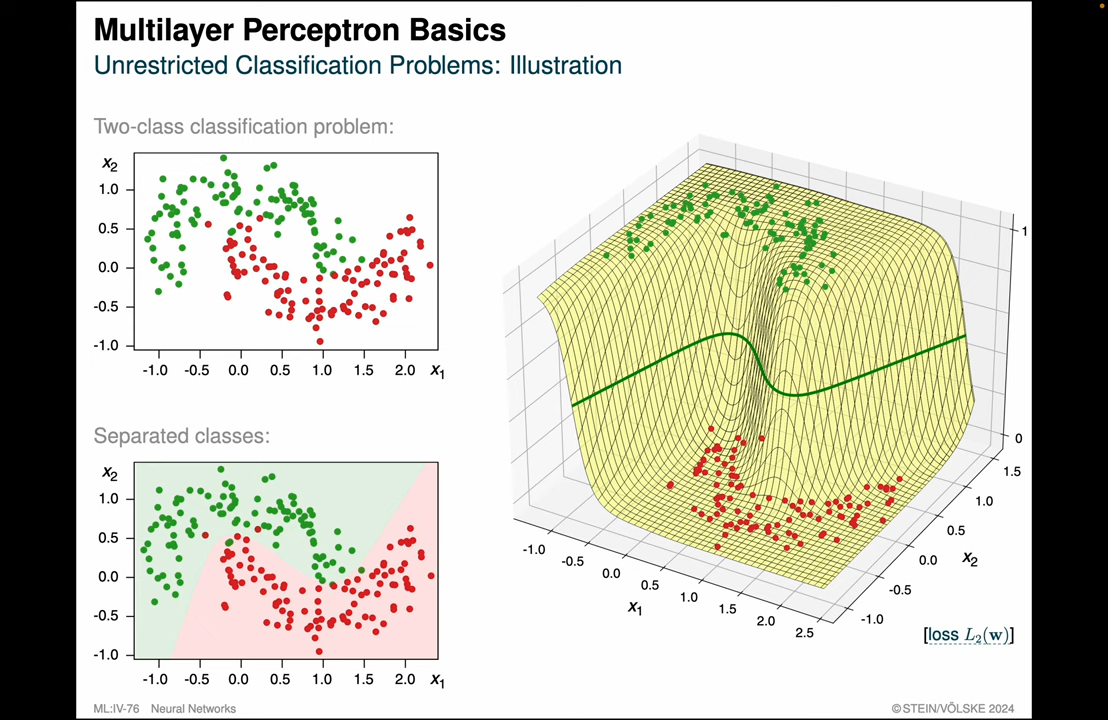 Multilayer Perceptron Basics
Unrestricted Classification Problems: Illustration
Two-class classification problem:
x2
1.0
0.5
0.0
-0.5
-1.0
-1.0 -0.5 0.0 0.5 1.0 1.5 2.0 x1
Separated classes:
x2
1.0
0.5
0.0
-0.5
-1.0
-1.0 -0.5 0.0 0.5 1.0 1.5 2.0 x1
1
0
-1.0 -0.5 0.0 0.5 1.0 1.5 2.0 2.5
x1
1.5
1.0
0.5
0.0
-0.5
-1.0
x2
[loss L2(w)]
ML:IV-76 Neural Networks
©STEIN/VÖLSKE 2024